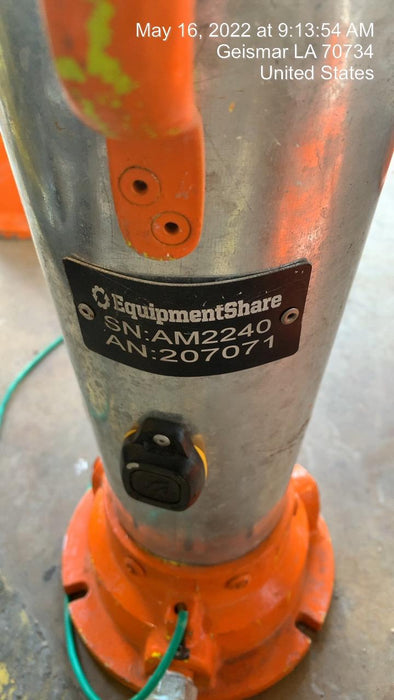 May 16, 2022 at 9:13:54 AM
Geismar LA 70734
United States
EquipmentShare
SN:AM2240
AN:207071